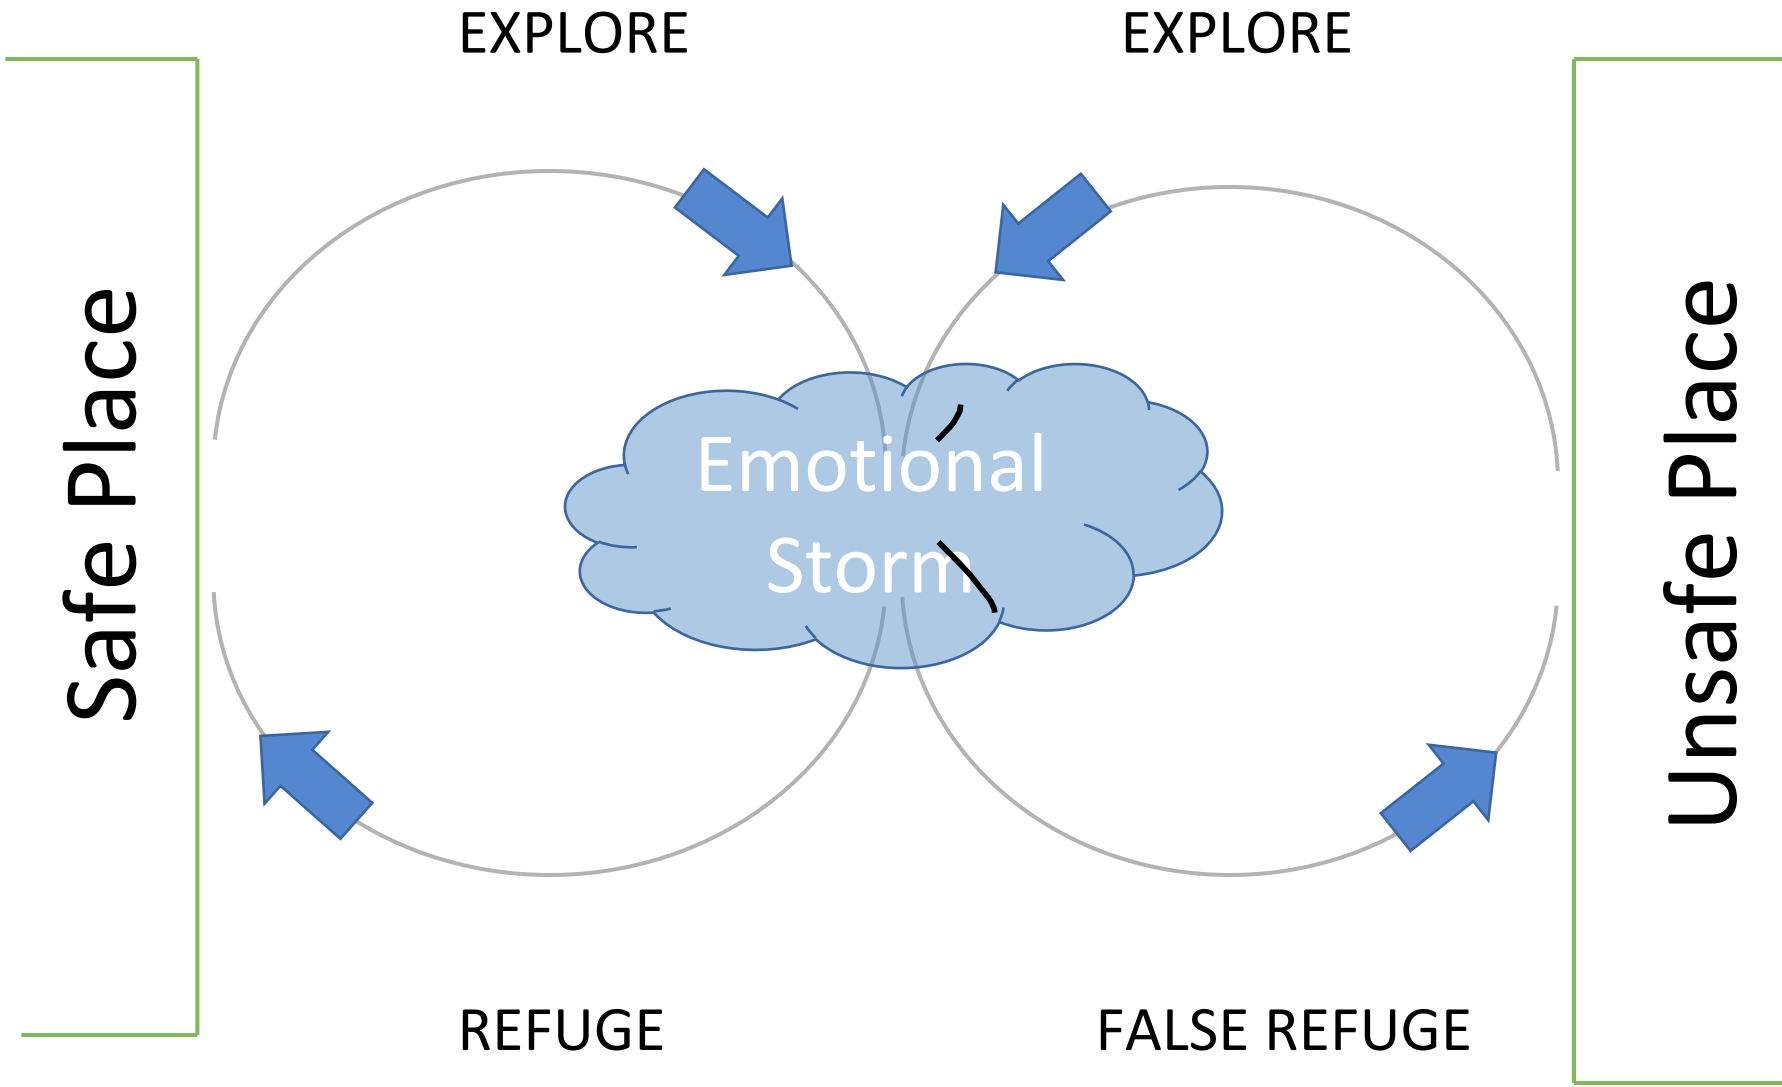 EXPLORE
EXPLORE
Safe Place
Emotional
Storm
Unsafe Place
REFUGE
FALSE REFUGE